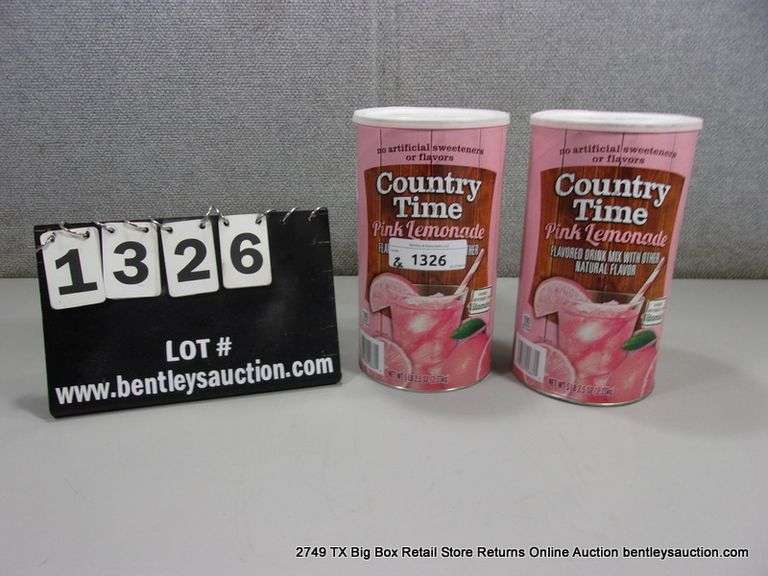 1326
LOT #
www.bentleysauction.com
no artificial sweeteners
or flavors
Country
Time
Pink Lemonade
& 1326
no artificial sweeteners
or flavors
Country
Time
Pink Lemonade
FLAVORED DRINK MIX WITH OTHER
NATURAL FLAVOR
2749 TX Big Box Retail Store Returns Online Auction bentleysauction.com